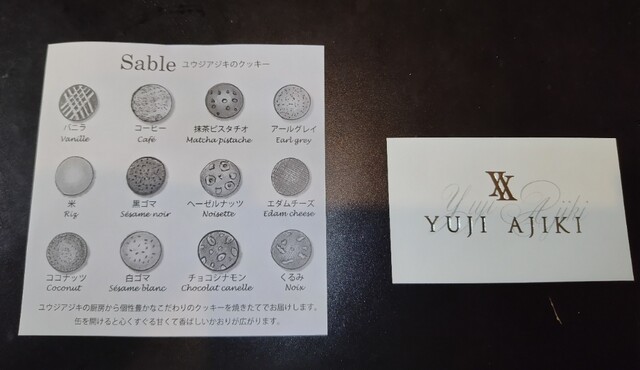 Sable ユウジアジキのクッキー
バニラ コーヒー 抹茶ピスタチオ アールグレイ
Vanille Café Matcha pistache Earl grey
米 黒ゴマ ヘーゼルナッツ エダムチーズ
Riz Sésame noir Noisette Edam cheese
ココナッツ 白ゴマ チョコシナモン くるみ
Coconut Sésame blanc Chocolat canelle Noix
ユウジアジキの厨房から個性豊かなこだわりのクッキーを焼きたてでお届けします。
缶を開けると心くすぐる甘くて香ばしいかおりが広がります。
Yuji Ajiki
YUJI AJIKI